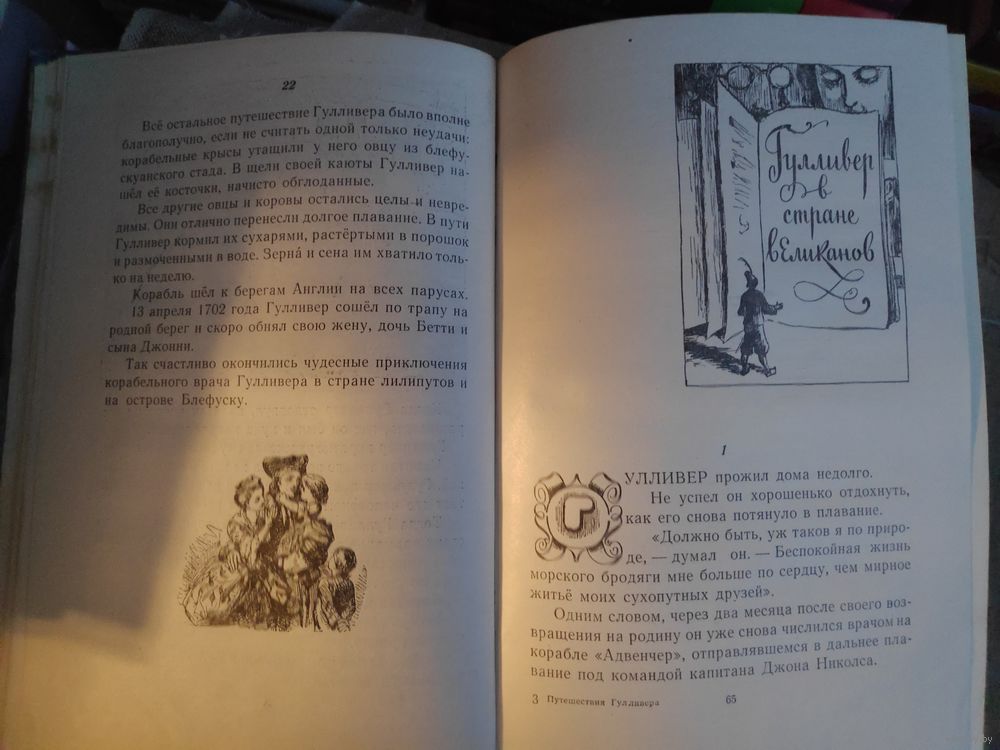 22
Всё остальное путешествие Гулливера было вполне
благополучно, если не считать одной только неудачи:
корабельные крысы утащили у него овцу из блефу-
скуанского стада. В щели своей каюты Гулливер на-
шёл её косточки, начисто обглоданные.
Все другие овцы и коровы остались целы и невре-
димы. Они отлично перенесли долгое плавание. В пути
Гулливер кормил их сухарями, растёртыми в порошок
и размоченными в воде. Зерна́ и сена им хватило толь-
ко на неделю.
Корабль шёл к берегам Англии на всех парусах.
13 апреля 1702 года Гулливер сошёл по трапу на
родной берег и скоро обнял свою жену, дочь Бетти и
сына Джонни.
Так счастливо окончились чудесные приключения
корабельного врача Гулливера в стране лилипутов и
на острове Блефуску.
Гулливер
в
стране
великанов
1
ГУЛЛИВЕР прожил дома недолго.
Не успел он хорошенько отдохнуть,
как его снова потянуло в плавание.
«Должно быть, уж таков я по приро-
де, — думал он. — Беспокойная жизнь
морского бродяги мне больше по сердцу, чем мирное
житьё моих сухопутных друзей».
Одним словом, через два месяца после своего воз-
вращения на родину он уже снова числился врачом на
корабле «Адвенчер», отправлявшемся в дальнее пла-
вание под командой капитана Джона Николса.
3 Путешествия Гулливера 65